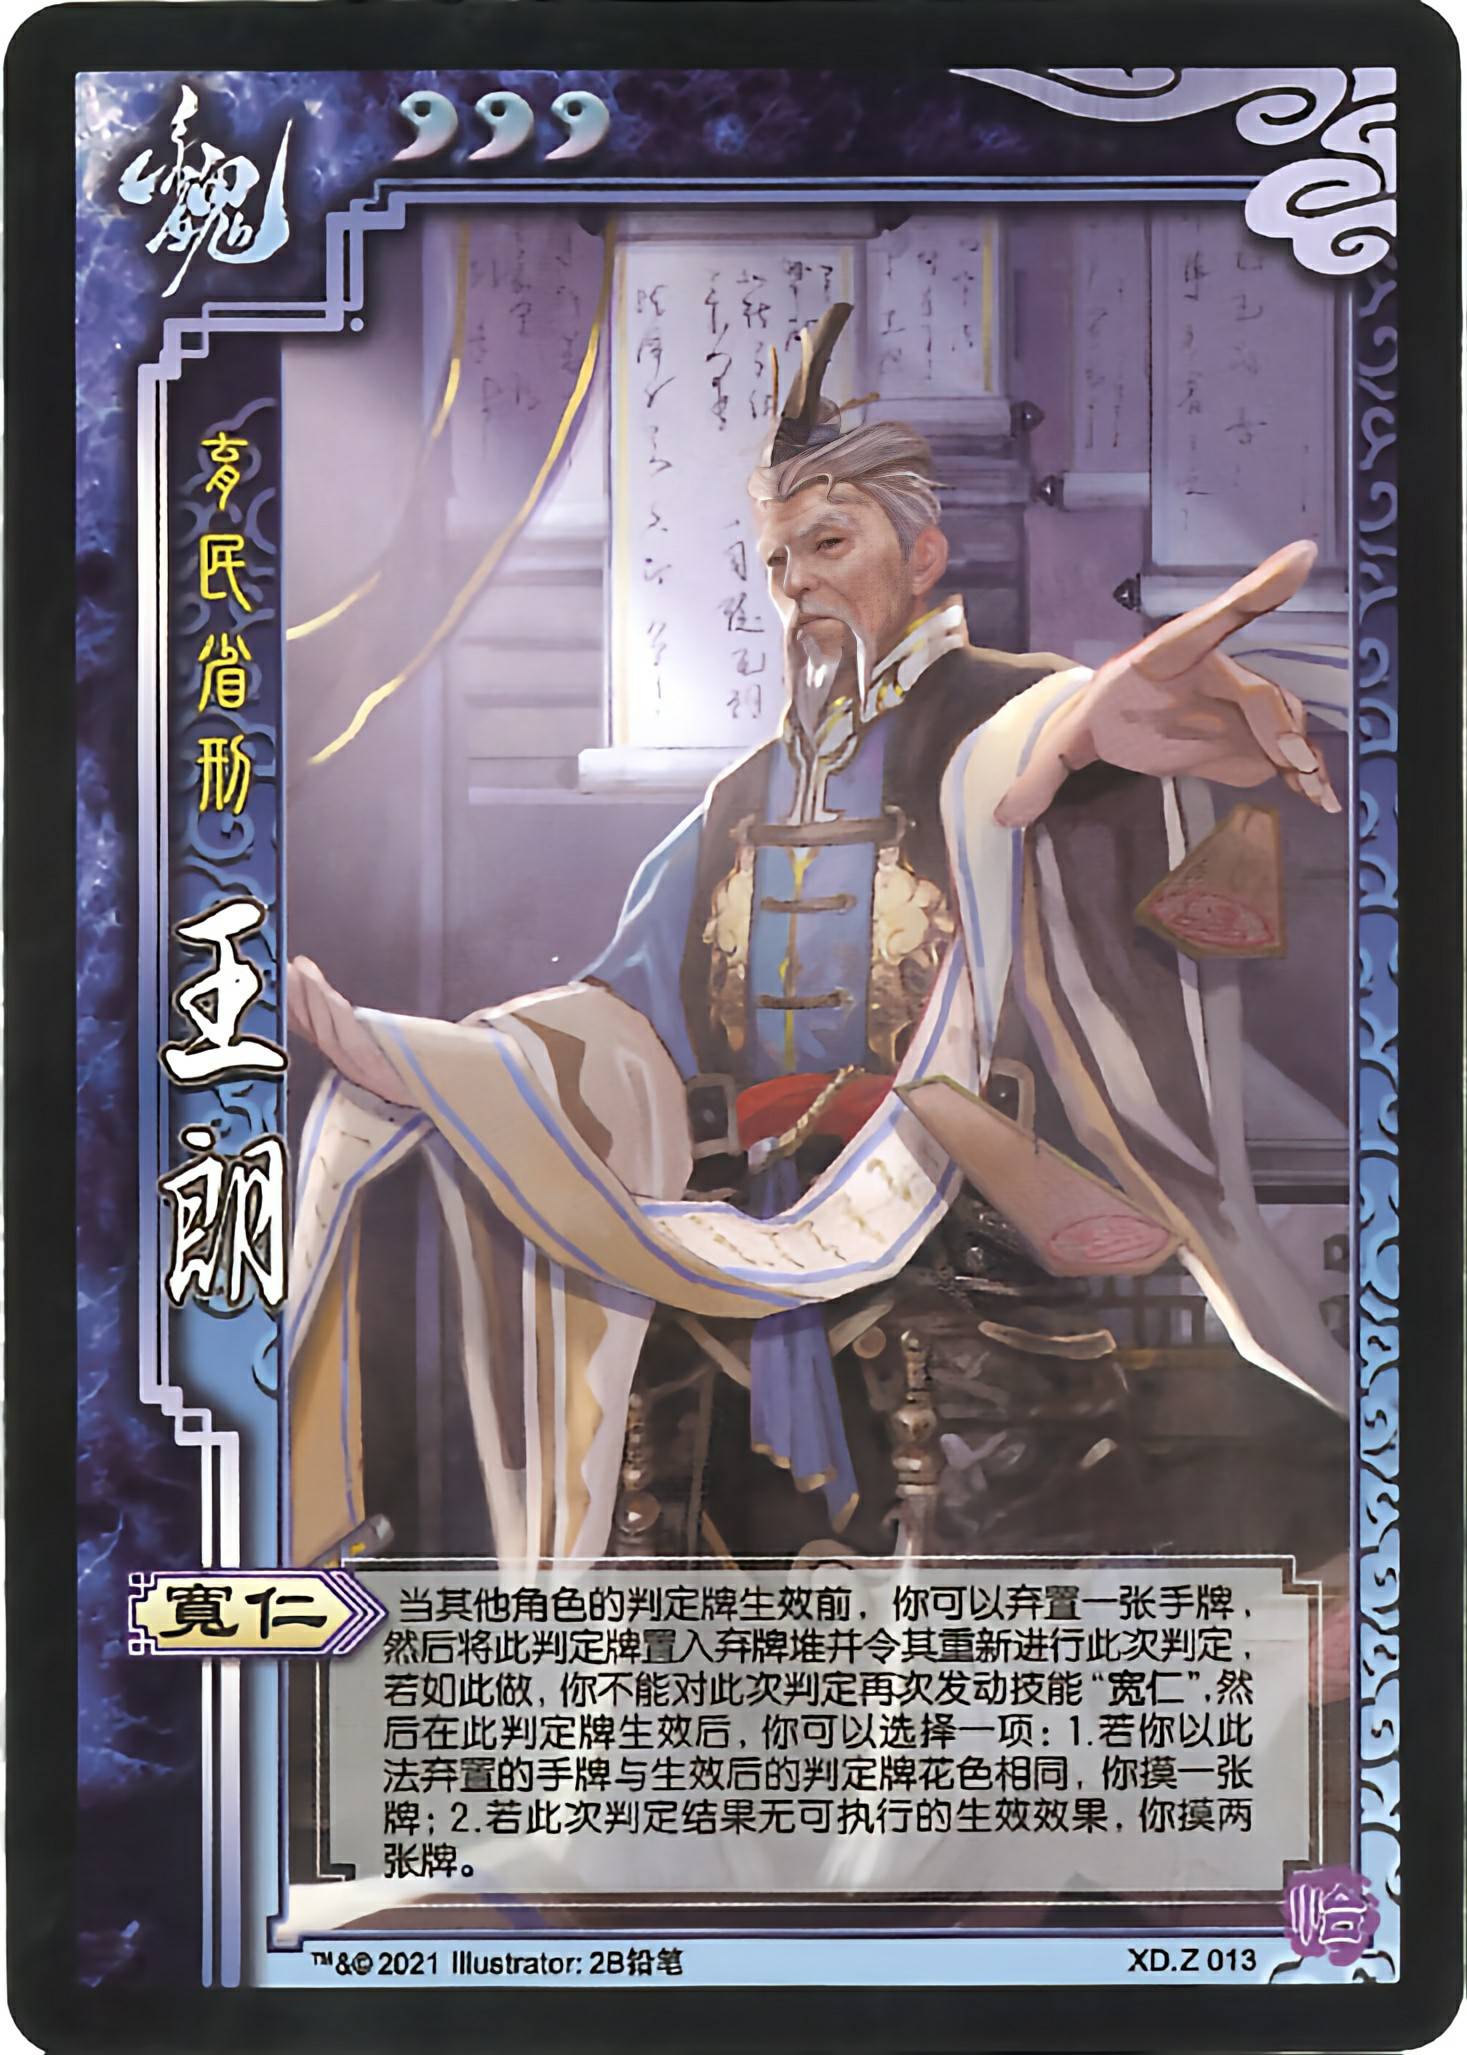 魏
育民省刑
王朗
寬仁
当其他角色的判定牌生效前，你可以弃置一张手牌，
然后将此判定牌置入弃牌堆并令其重新进行此次判定，
若如此做，你不能对此次判定再次发动技能“宽仁”，然
后在此判定牌生效后，你可以选择一项：1.若你以此
法弃置的手牌与生效后的判定牌花色相同，你摸一张
牌；2.若此次判定结果无可执行的生效效果，你摸两
张牌。
™&© 2021 Illustrator: 2B铅笔
XD.Z 013